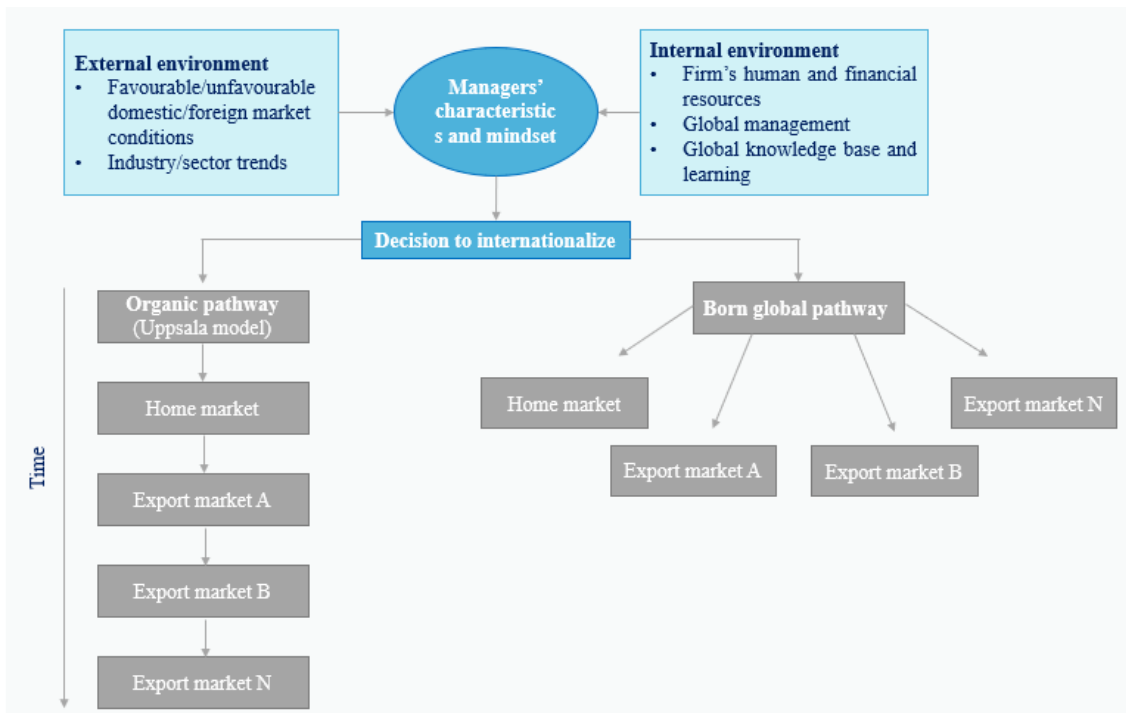 External environment
• Favourable/unfavourable
domestic/foreign market
conditions
• Industry/sector trends
Managers'
characteristic
s and mindset
Internal environment
• Firm's human and financial
resources
• Global management
• Global knowledge base and
learning
Decision to internationalize
Time
Organic pathway
(Uppsala model)
Home market
Export market A
Export market B
Export market N
Born global pathway
Home market
Export market A
Export market B
Export market N